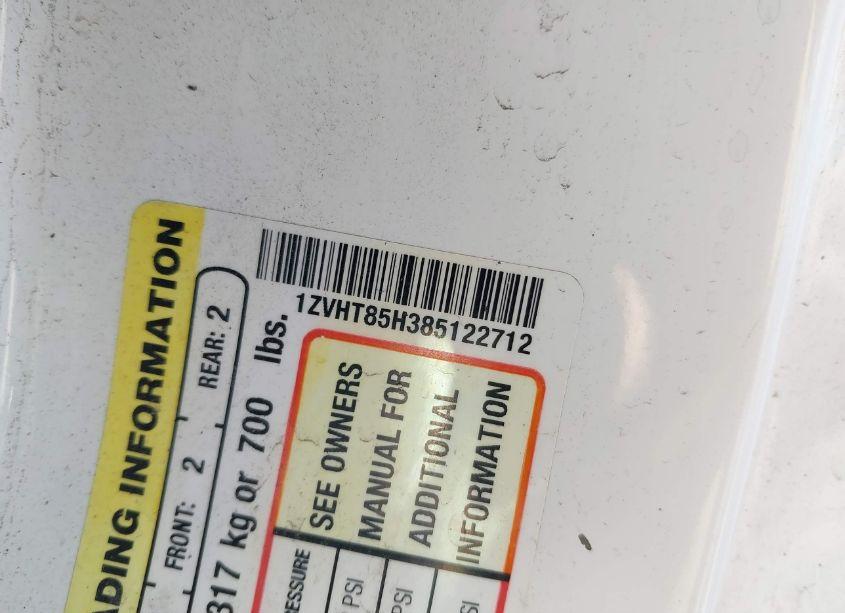 1ZVHT85H385122712
ADING INFORMATION
FRONT: 2 REAR: 2
317 kg or 700 lbs.
SEE OWNERS
MANUAL FOR
ADDITIONAL
INFORMATION
ESSURE
PSI
PSI
SI